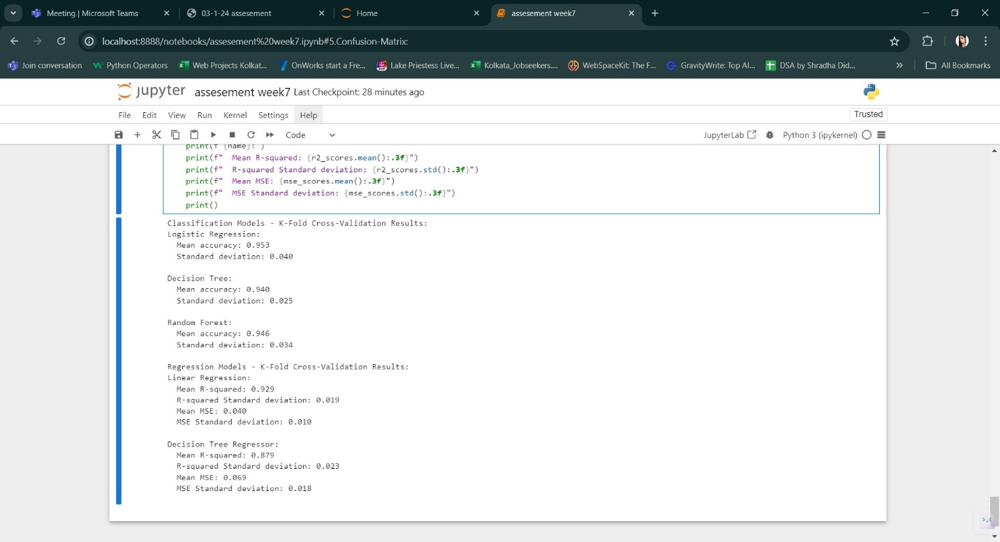 Meeting | Microsoft Teams
03-1-24 assesement
Home
assesement week7
localhost:8888/notebooks/assesement%20week7.ipynb#5.Confusion-Matrix:
Join conversation
Python Operators
Web Projects Kolkat...
OnWorks start a Fre...
Lake Priestess Live...
Kolkata_Jobseekers....
WebSpaceKit: The F...
GravityWrite: Top AI...
DSA by Shradha Did...
All Bookmarks
jupyter assesement week7 Last Checkpoint: 28 minutes ago
File Edit View Run Kernel Settings Help
Trusted
Code
JupyterLab
Python 3 (ipykernel)
print(f"{name}:")
print(f"  Mean R-squared: {r2_scores.mean():.3f}")
print(f"  R-squared Standard deviation: {r2_scores.std():.3f}")
print(f"  Mean MSE: {mse_scores.mean():.3f}")
print(f"  MSE Standard deviation: {mse_scores.std():.3f}")
print()
Classification Models - K-Fold Cross-Validation Results:
Logistic Regression:
Mean accuracy: 0.953
Standard deviation: 0.040
Decision Tree:
Mean accuracy: 0.940
Standard deviation: 0.025
Random Forest:
Mean accuracy: 0.946
Standard deviation: 0.034
Regression Models - K-Fold Cross-Validation Results:
Linear Regression:
Mean R-squared: 0.929
R-squared Standard deviation: 0.019
Mean MSE: 0.040
MSE Standard deviation: 0.010
Decision Tree Regressor:
Mean R-squared: 0.879
R-squared Standard deviation: 0.023
Mean MSE: 0.069
MSE Standard deviation: 0.018